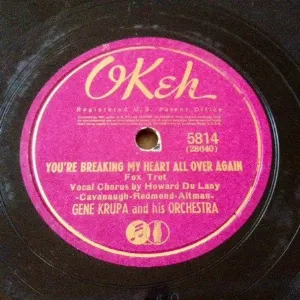 OKeh
Registered U.S. Patent Office
5814
(28640)
YOU'RE BREAKING MY HEART ALL OVER AGAIN
Fox Trot
Vocal Chorus by Howard Du Lany
-Cavanaugh-Redmond-Altman-
GENE KRUPA and his ORCHESTRA